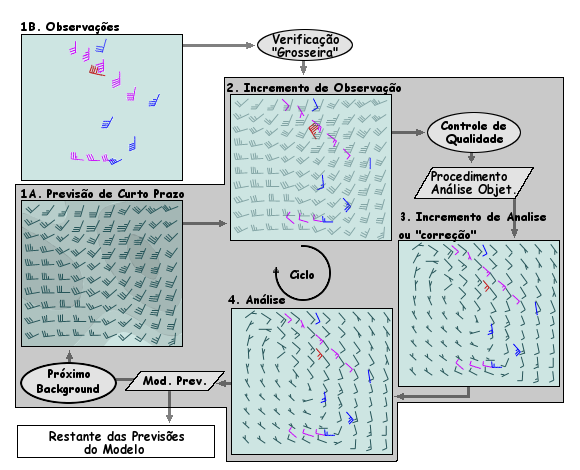 1B. Observações
Verificação
"Grosseira"
2. Incremento de Observação
Controle de
Qualidade
Procedimento
Análise Objet.
1A. Previsão de Curto Prazo
3. Incremento de Analise
ou "correção"
Ciclo
4. Análise
Próximo
Background
Mod. Prev.
Restante das Previsões
do Modelo